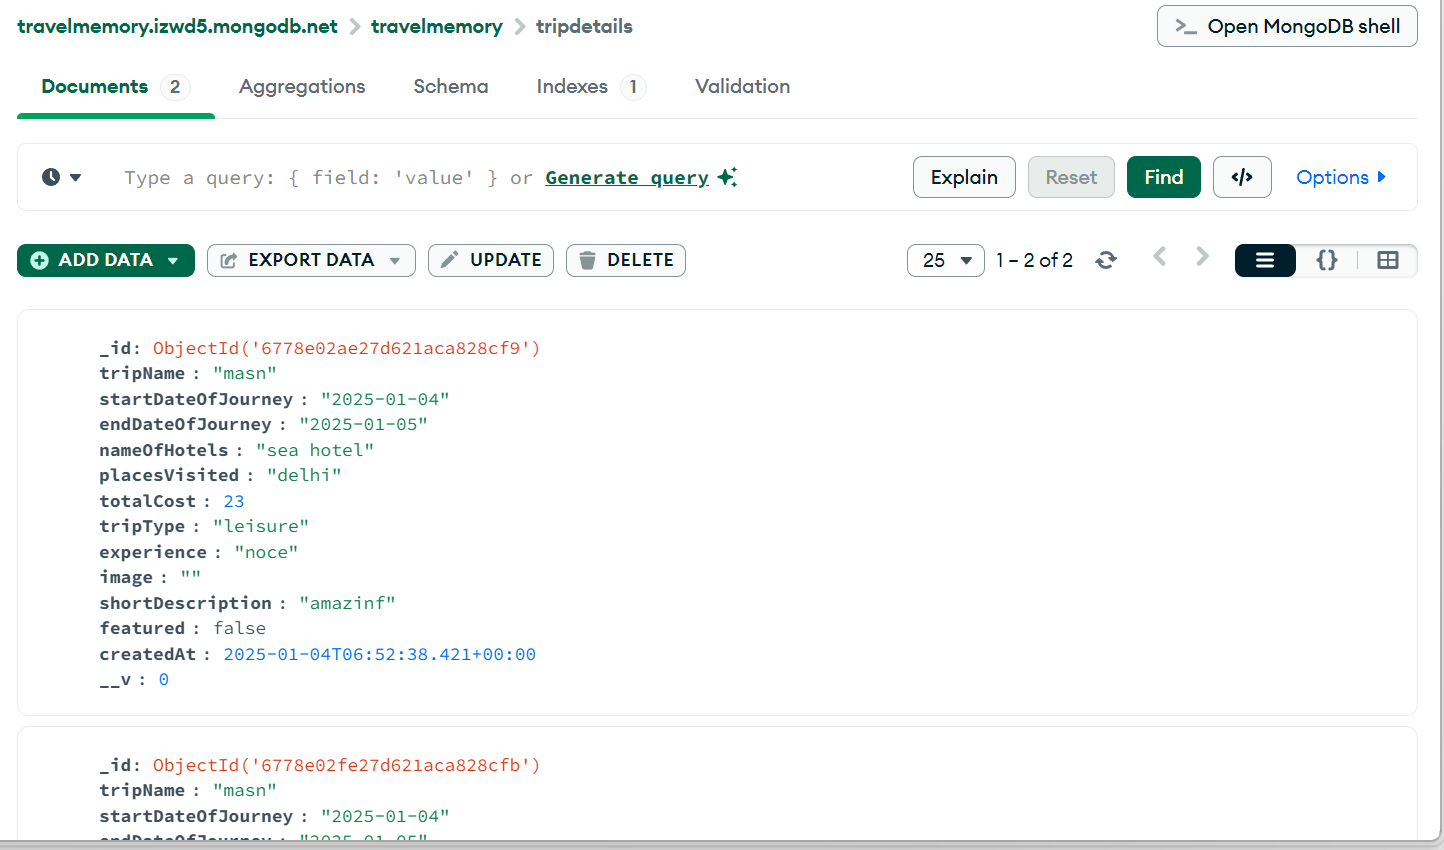 travelmemory.izwd5.mongodb.net > travelmemory > tripdetails
>_ Open MongoDB shell
Documents 2 Aggregations Schema Indexes 1 Validation
Type a query: { field: 'value' } or Generate query
Explain Reset Find </> Options
ADD DATA EXPORT DATA UPDATE DELETE
25 1 – 2 of 2 {}
_id: ObjectId('6778e02ae27d621aca828cf9')
tripName : "masn"
startDateOfJourney : "2025-01-04"
endDateOfJourney : "2025-01-05"
nameOfHotels : "sea hotel"
placesVisited : "delhi"
totalCost : 23
tripType : "leisure"
experience : "noce"
image : ""
shortDescription : "amazinf"
featured : false
createdAt : 2025-01-04T06:52:38.421+00:00
__v : 0
_id: ObjectId('6778e02fe27d621aca828cfb')
tripName : "masn"
startDateOfJourney : "2025-01-04"
endDateOfJourney : "2025-01-05"